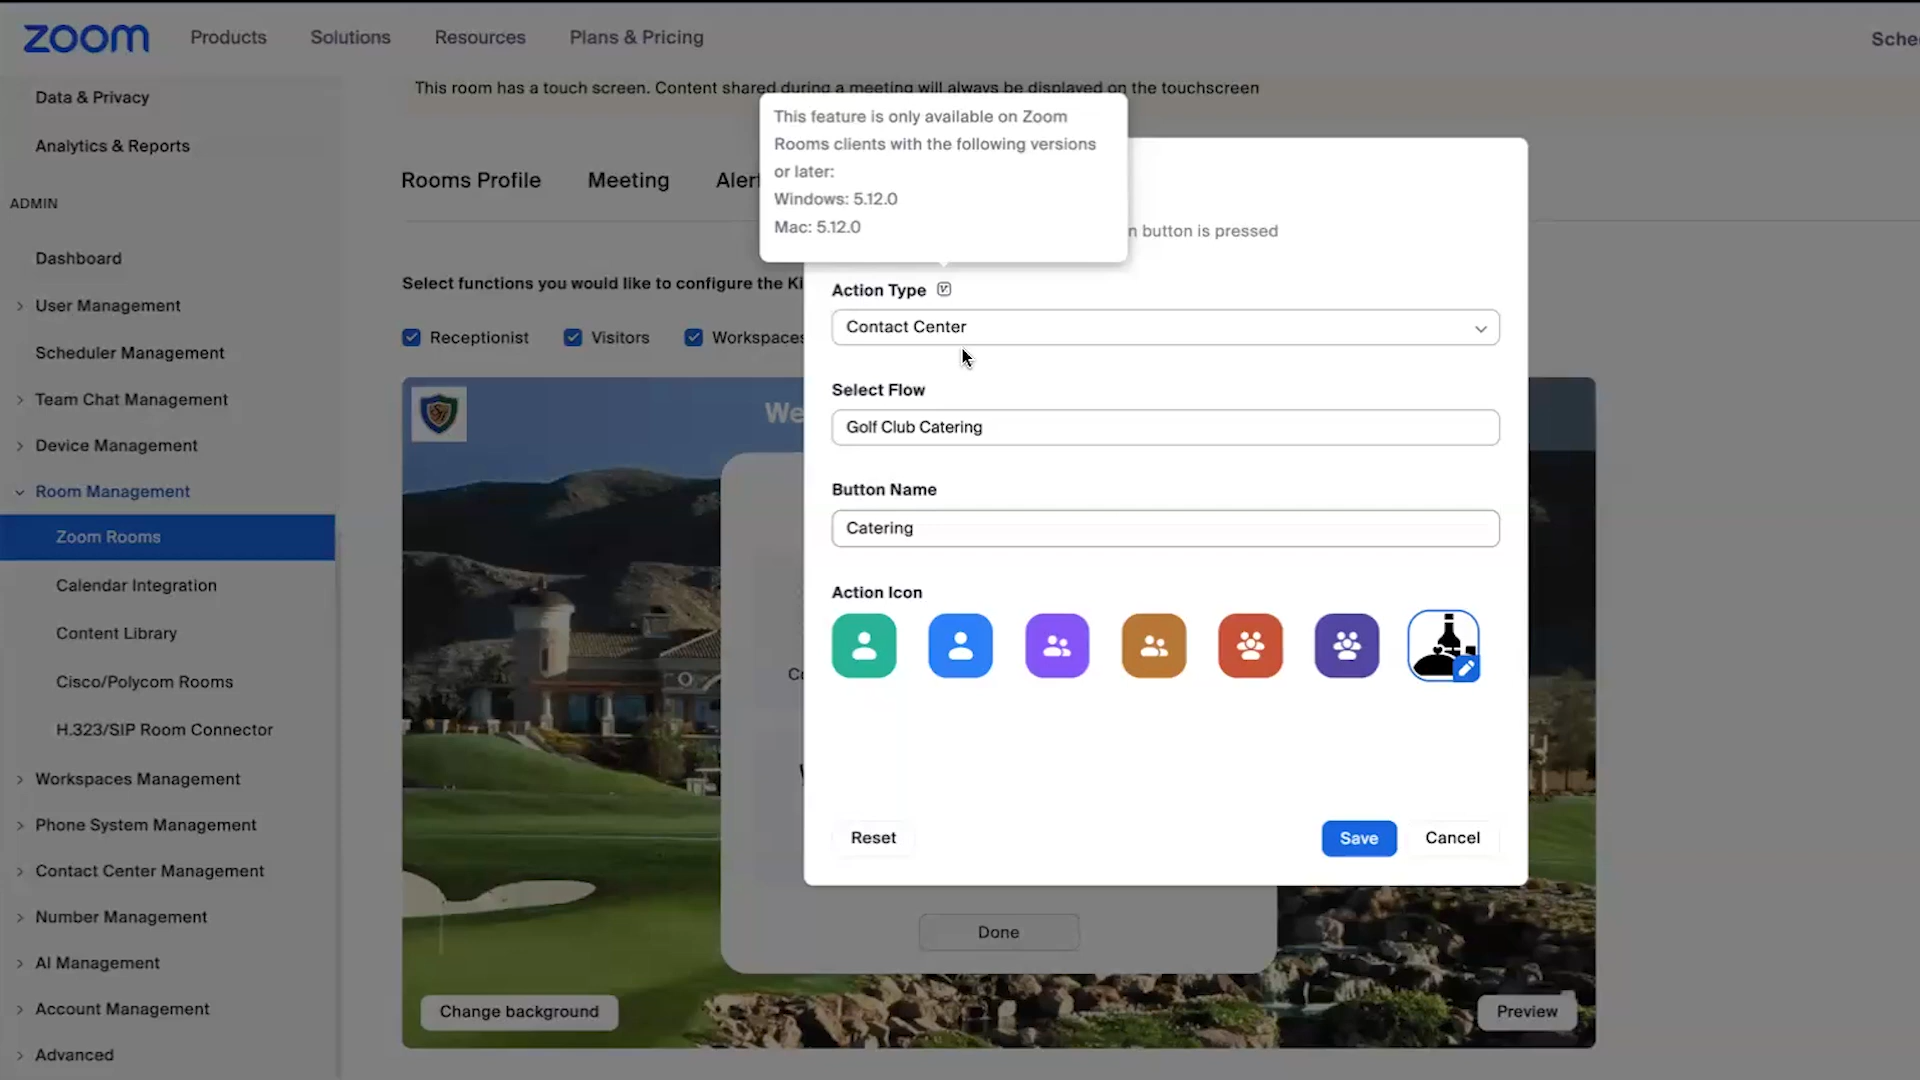 zoom
Products
Solutions
Resources
Plans & Pricing
Data & Privacy
Analytics & Reports
ADMIN
Dashboard
User Management
Scheduler Management
Team Chat Management
Device Management
Room Management
Zoom Rooms
Calendar Integration
Content Library
Cisco/Polycom Rooms
H.323/SIP Room Connector
Workspaces Management
Phone System Management
Contact Center Management
Number Management
AI Management
Account Management
Advanced
This room has a touch screen. Content shared during a meeting will always be displayed on the touchscreen
Rooms Profile
Meeting
Select functions you would like to configure the
Receptionist
Visitors
Workspaces
This feature is only available on Zoom
Rooms clients with the following versions
or later:
Windows: 5.12.0
Mac: 5.12.0
button is pressed
Action Type
Contact Center
Select Flow
Golf Club Catering
Button Name
Catering
Action Icon
Reset
Save
Cancel
Done
Change background
Preview